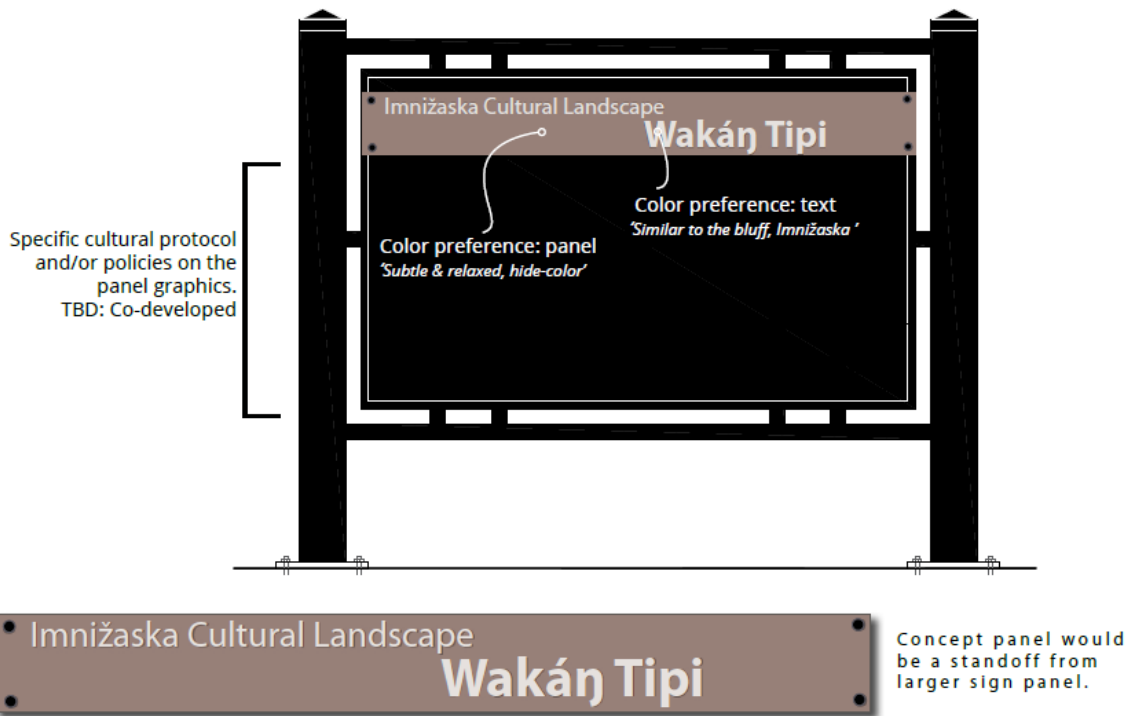 Imnižaska Cultural Landscape
Wakáŋ Tipi
Color preference: text
‘Similar to the bluff, Imnižaska ’
Color preference: panel
‘Subtle & relaxed, hide-color’
Specific cultural protocol
and/or policies on the
panel graphics.
TBD: Co-developed
Imnižaska Cultural Landscape
Wakáŋ Tipi
Concept panel would
be a standoff from
larger sign panel.